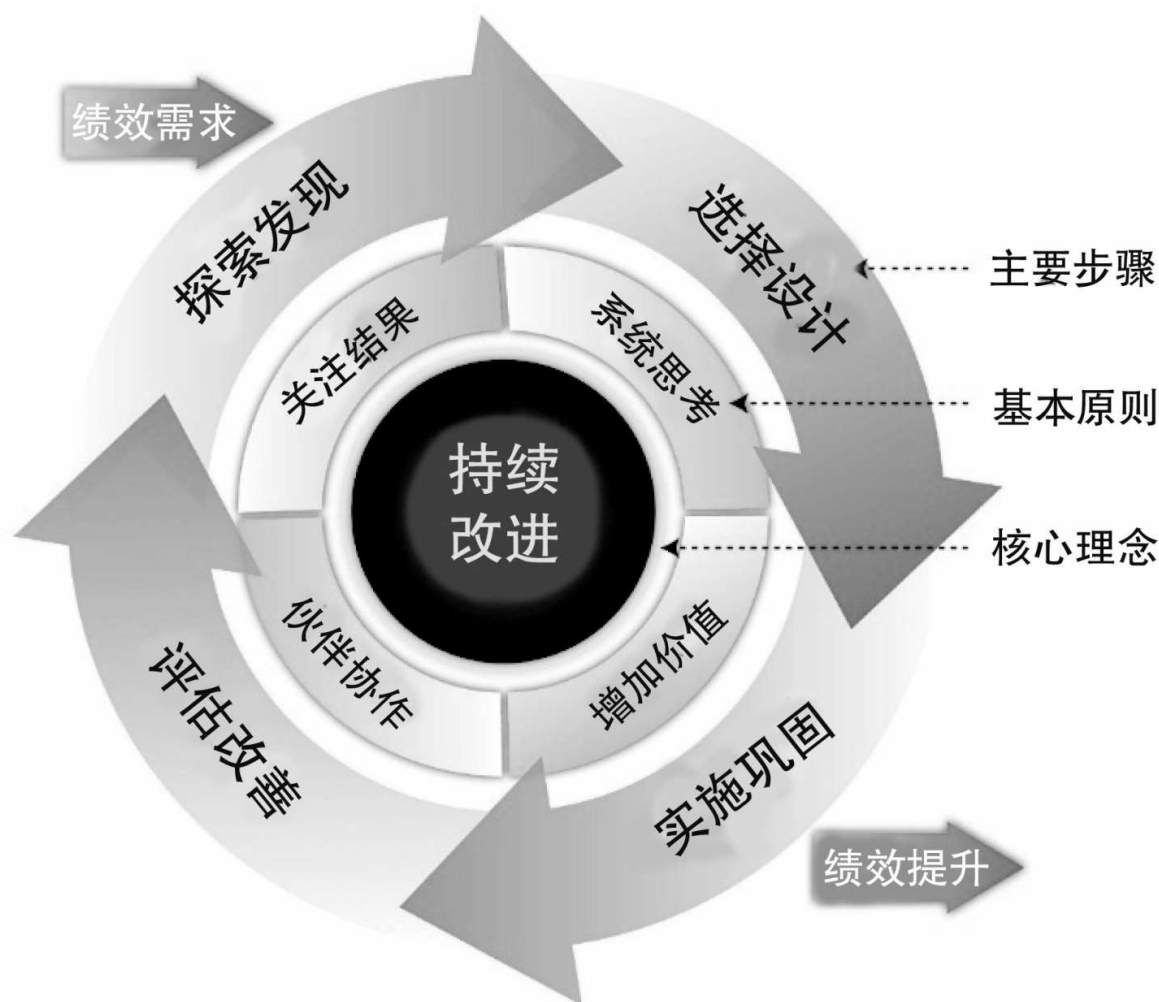 绩效需求
探索发现
选择设计
主要步骤
关注结果
系统思考
基本原则
持续
改进
核心理念
伙伴协作
增加价值
评估改善
实施巩固
绩效提升